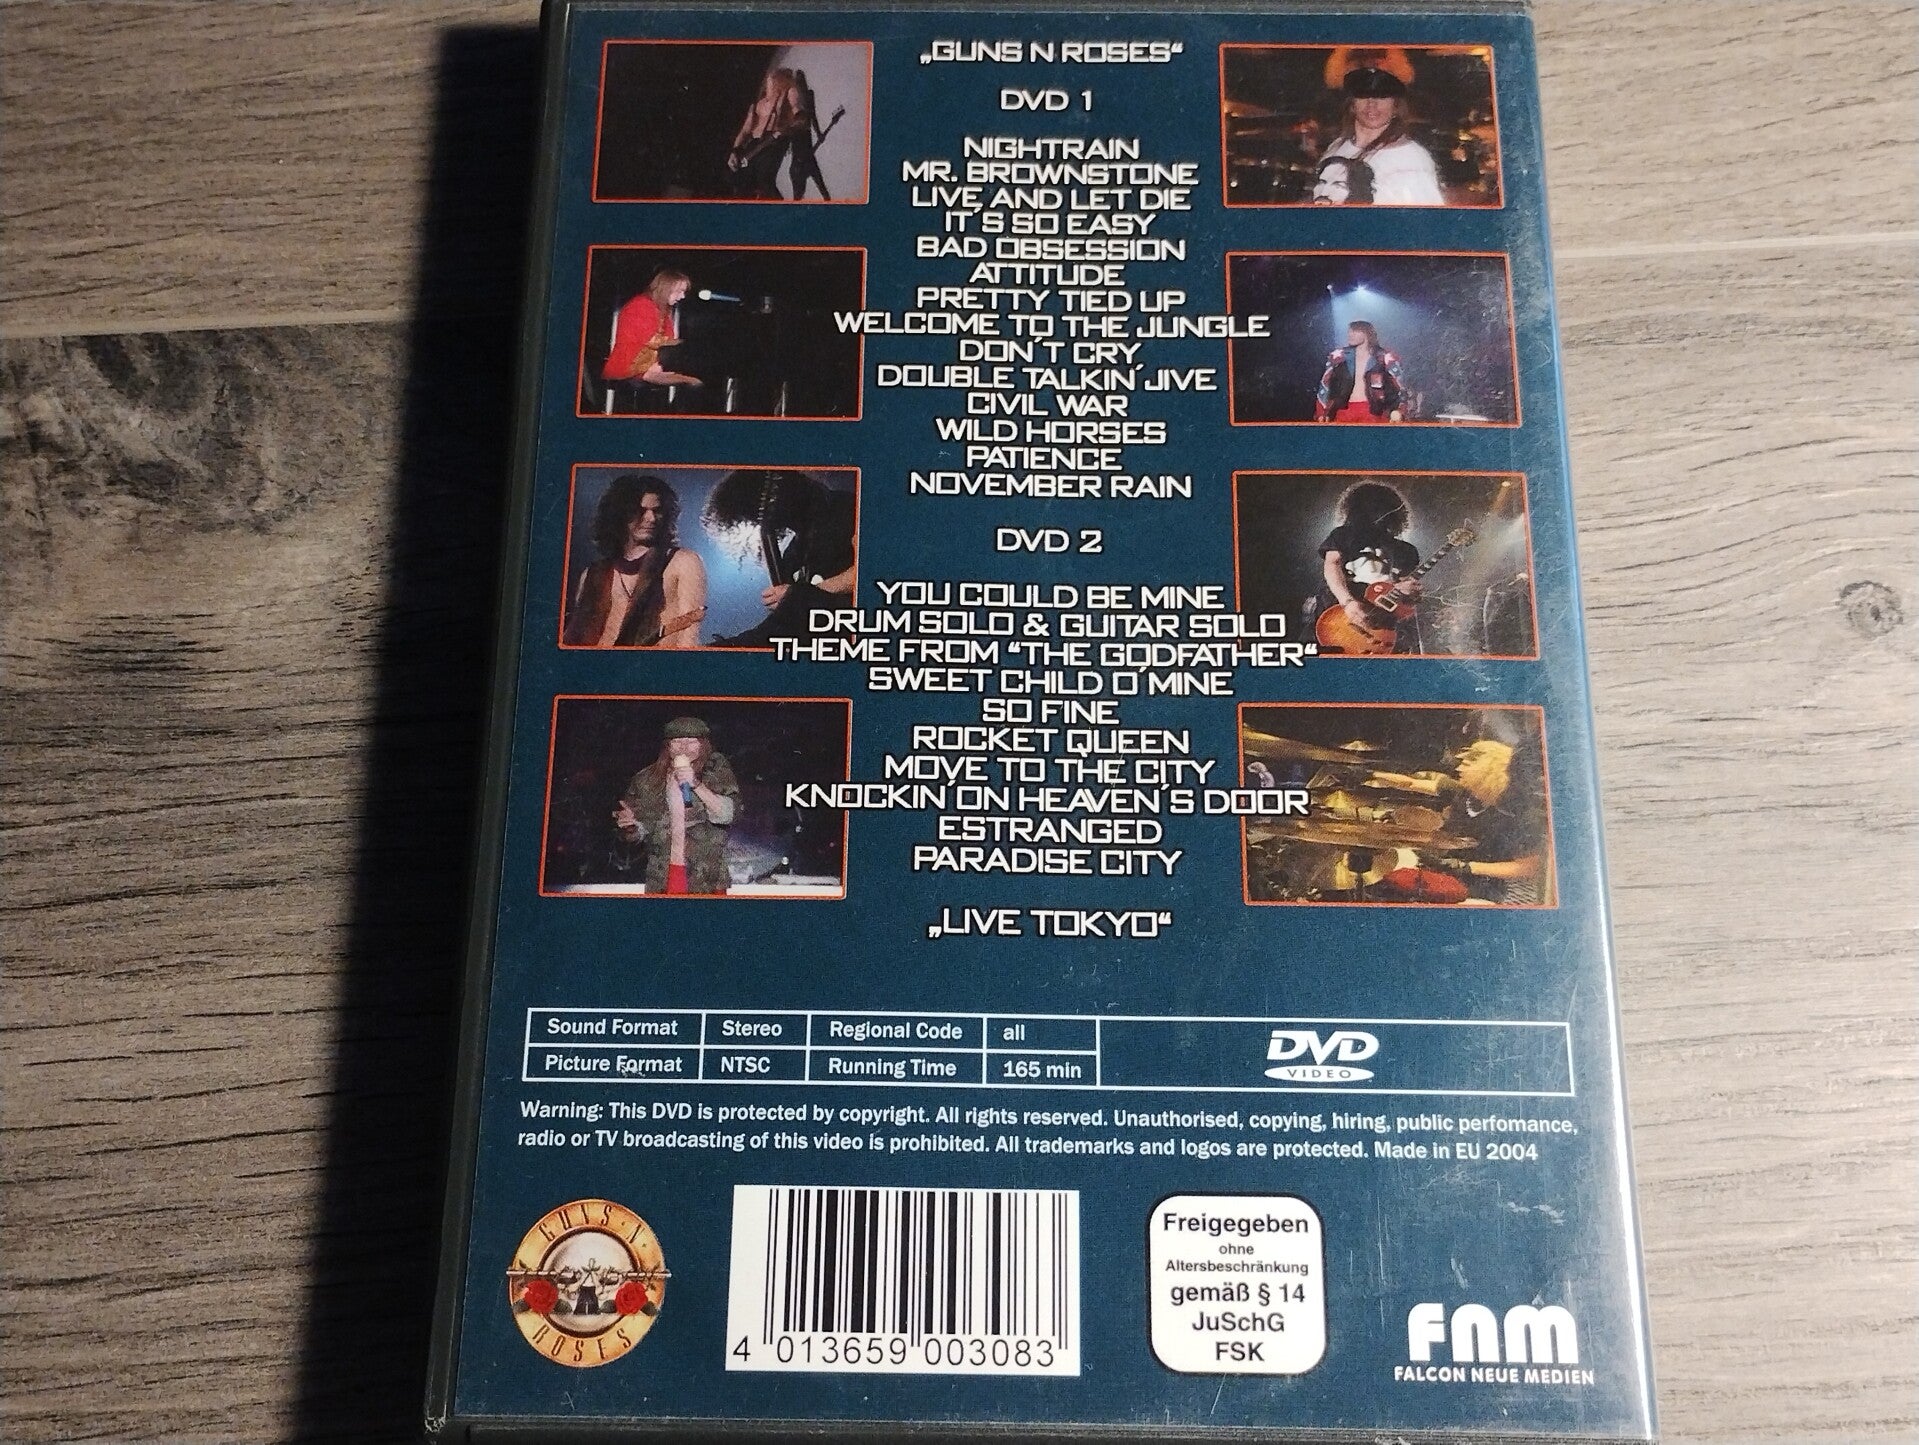 „GUNS N ROSES“
DVD 1
NIGHTRAIN
MR. BROWNSTONE
LIVE AND LET DIE
IT´S SO EASY
BAD OBSESSION
ATTITUDE
PRETTY TIED UP
WELCOME TO THE JUNGLE
DON´T CRY
DOUBLE TALKIN´JIVE
CIVIL WAR
WILD HORSES
PATIENCE
NOVEMBER RAIN
DVD 2
YOU COULD BE MINE
DRUM SOLO & GUITAR SOLO
THEME FROM “THE GODFATHER“
SWEET CHILD O´MINE
SO FINE
ROCKET QUEEN
MOVE TO THE CITY
KNOCKIN´ON HEAVEN´S DOOR
ESTRANGED
PARADISE CITY
„LIVE TOKYO“
Sound Format Stereo Regional Code all
Picture Format NTSC Running Time 165 min
DVD
VIDEO
Warning: This DVD is protected by copyright. All rights reserved. Unauthorised, copying, hiring, public perfomance,
radio or TV broadcasting of this video is prohibited. All trademarks and logos are protected. Made in EU 2004
GUNS N'
ROSES
4 013659 003083
Freigegeben
ohne
Altersbeschränkung
gemäß § 14
JuSchG
FSK
FNM
FALCON NEUE MEDIEN